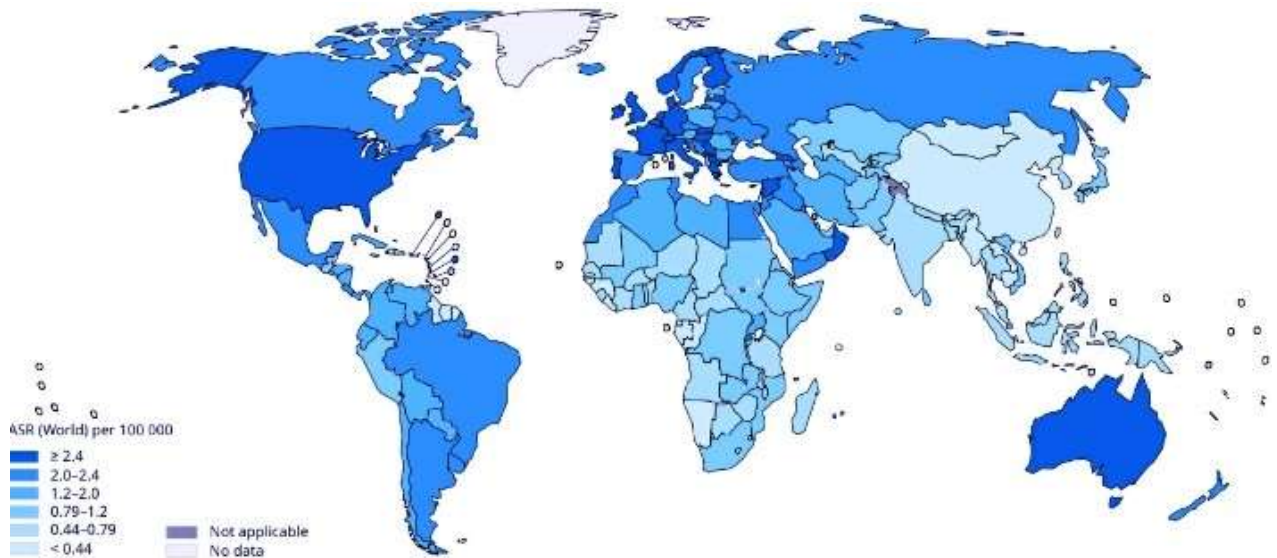 ASR (World) per 100 000
≥ 2.4
2.0–2.4
1.2–2.0
0.79–1.2
0.44–0.79
< 0.44
Not applicable
No data